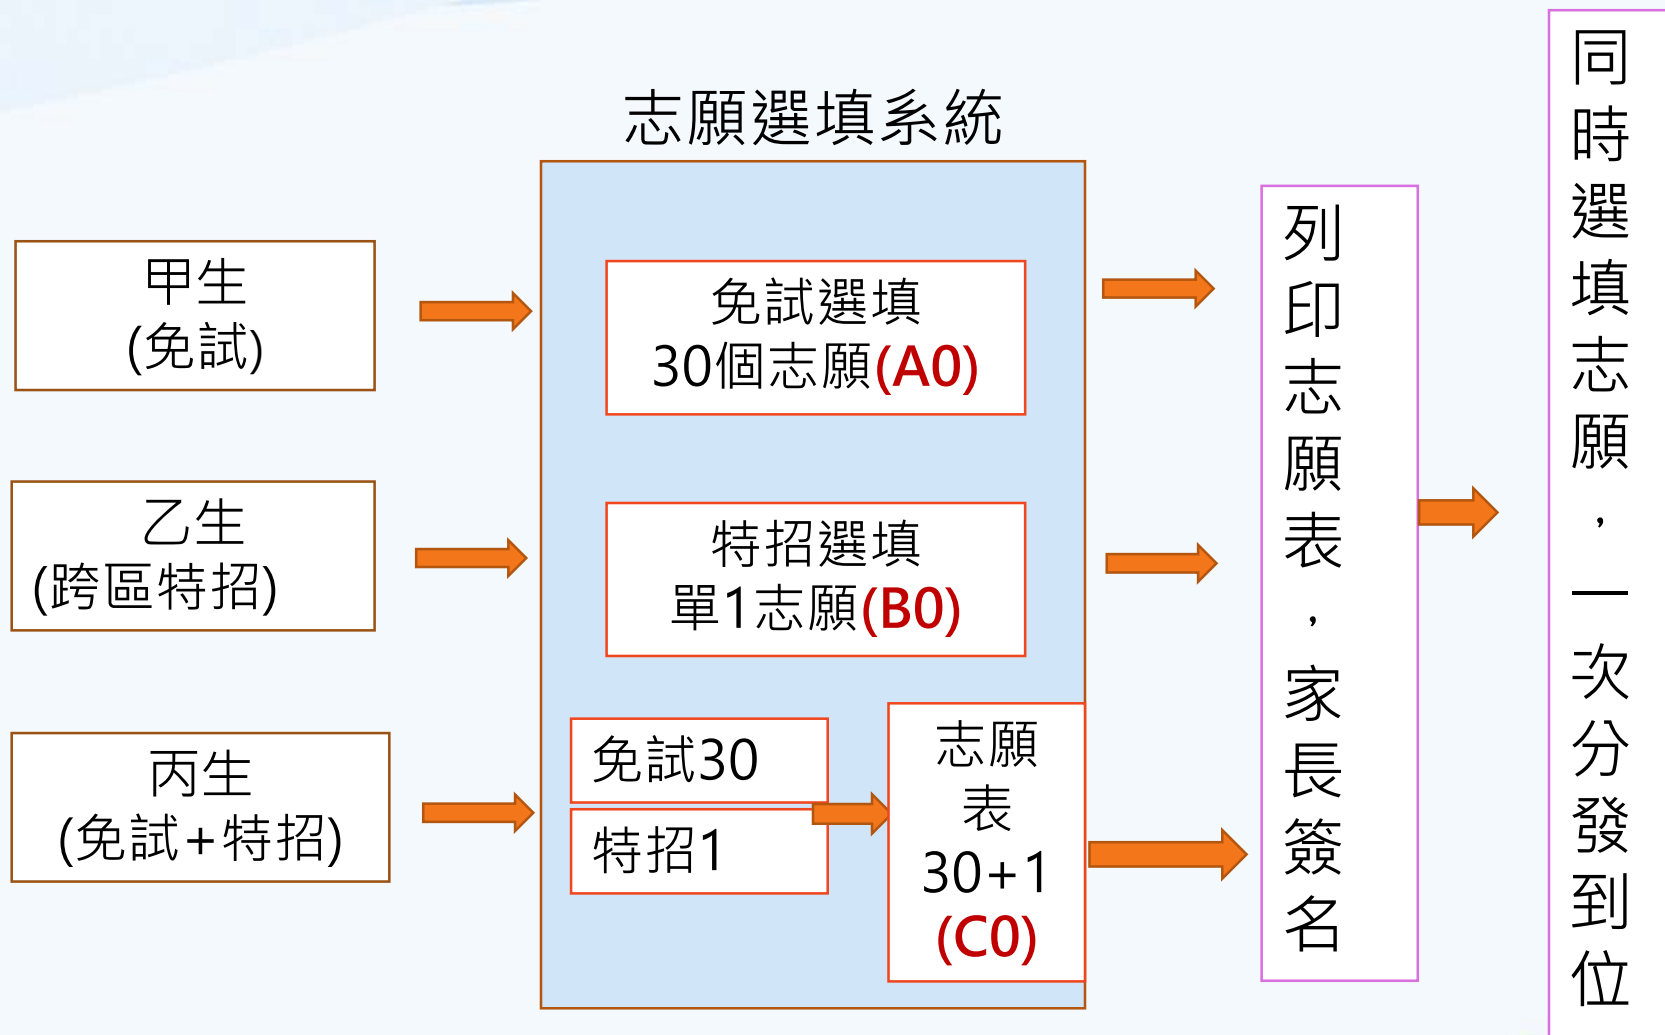 志願選填系統
甲生
(免試)
免試選填
30個志願(A0)
乙生
(跨區特招)
特招選填
單1志願(B0)
丙生
(免試+特招)
免試30
特招1
志願
表
30+1
(C0)
列印志願表，家長簽名
同時選填志願，一次分發到位